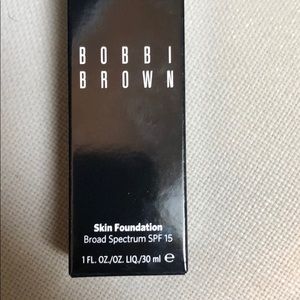 BOBBI
BROWN
Skin Foundation
Broad Spectrum SPF 15
1 FL. OZ./OZ. LIQ./30 ml ℮